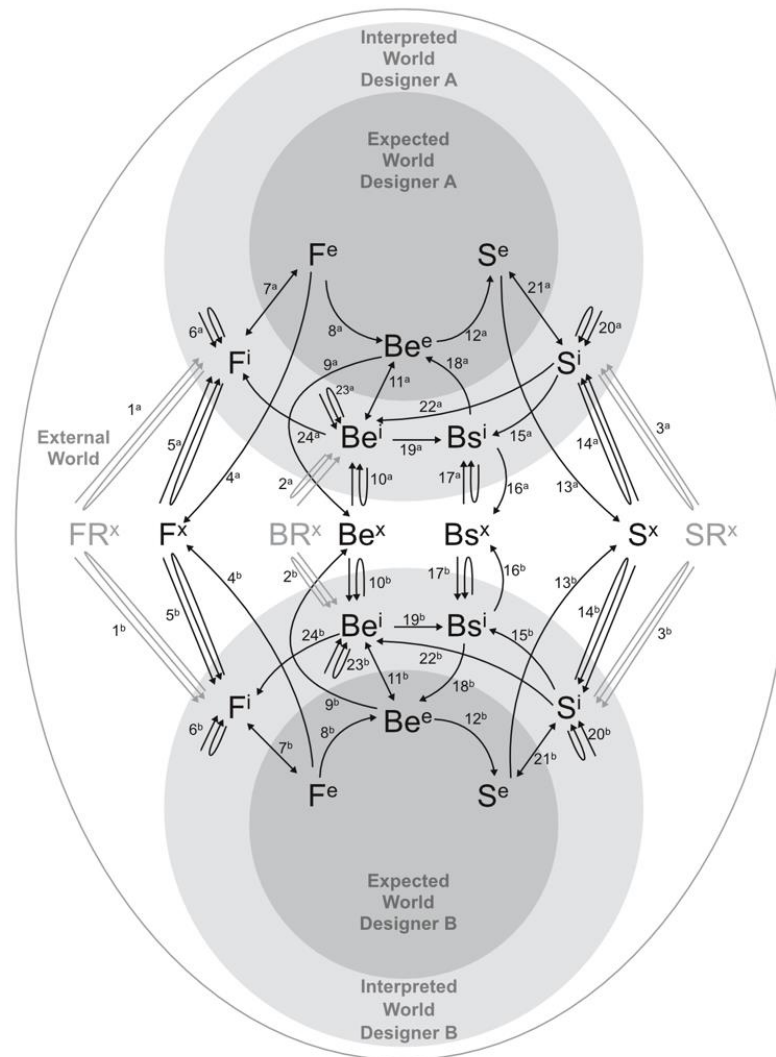 Interpreted
World
Designer A
Expected
World
Designer A
Fᵉ Sᵉ
7ᵃ 21ᵃ
6ᵃ 8ᵃ 12ᵃ 20ᵃ
Beᵉ
9ᵃ 18ᵃ
Fⁱ Sⁱ
11ᵃ
23ᵃ
1ᵃ 22ᵃ 3ᵃ
External
World
5ᵃ 24ᵃ Beⁱ 19ᵃ Bsⁱ 15ᵃ 14ᵃ
4ᵃ 2ᵃ 10ᵃ 17ᵃ 16ᵃ 13ᵃ
FRˣ Fˣ BRˣ Beˣ Bsˣ Sˣ SRˣ
4ᵇ 2ᵇ 10ᵇ 17ᵇ 16ᵇ 13ᵇ
1ᵇ 5ᵇ 24ᵇ Beⁱ 19ᵇ Bsⁱ 15ᵇ 14ᵇ 3ᵇ
23ᵇ 22ᵇ
11ᵇ 18ᵇ
Fⁱ 9ᵇ Sⁱ
Beᵉ
6ᵇ 8ᵇ 12ᵇ 20ᵇ
7ᵇ 21ᵇ
Fᵉ Sᵉ
Expected
World
Designer B
Interpreted
World
Designer B